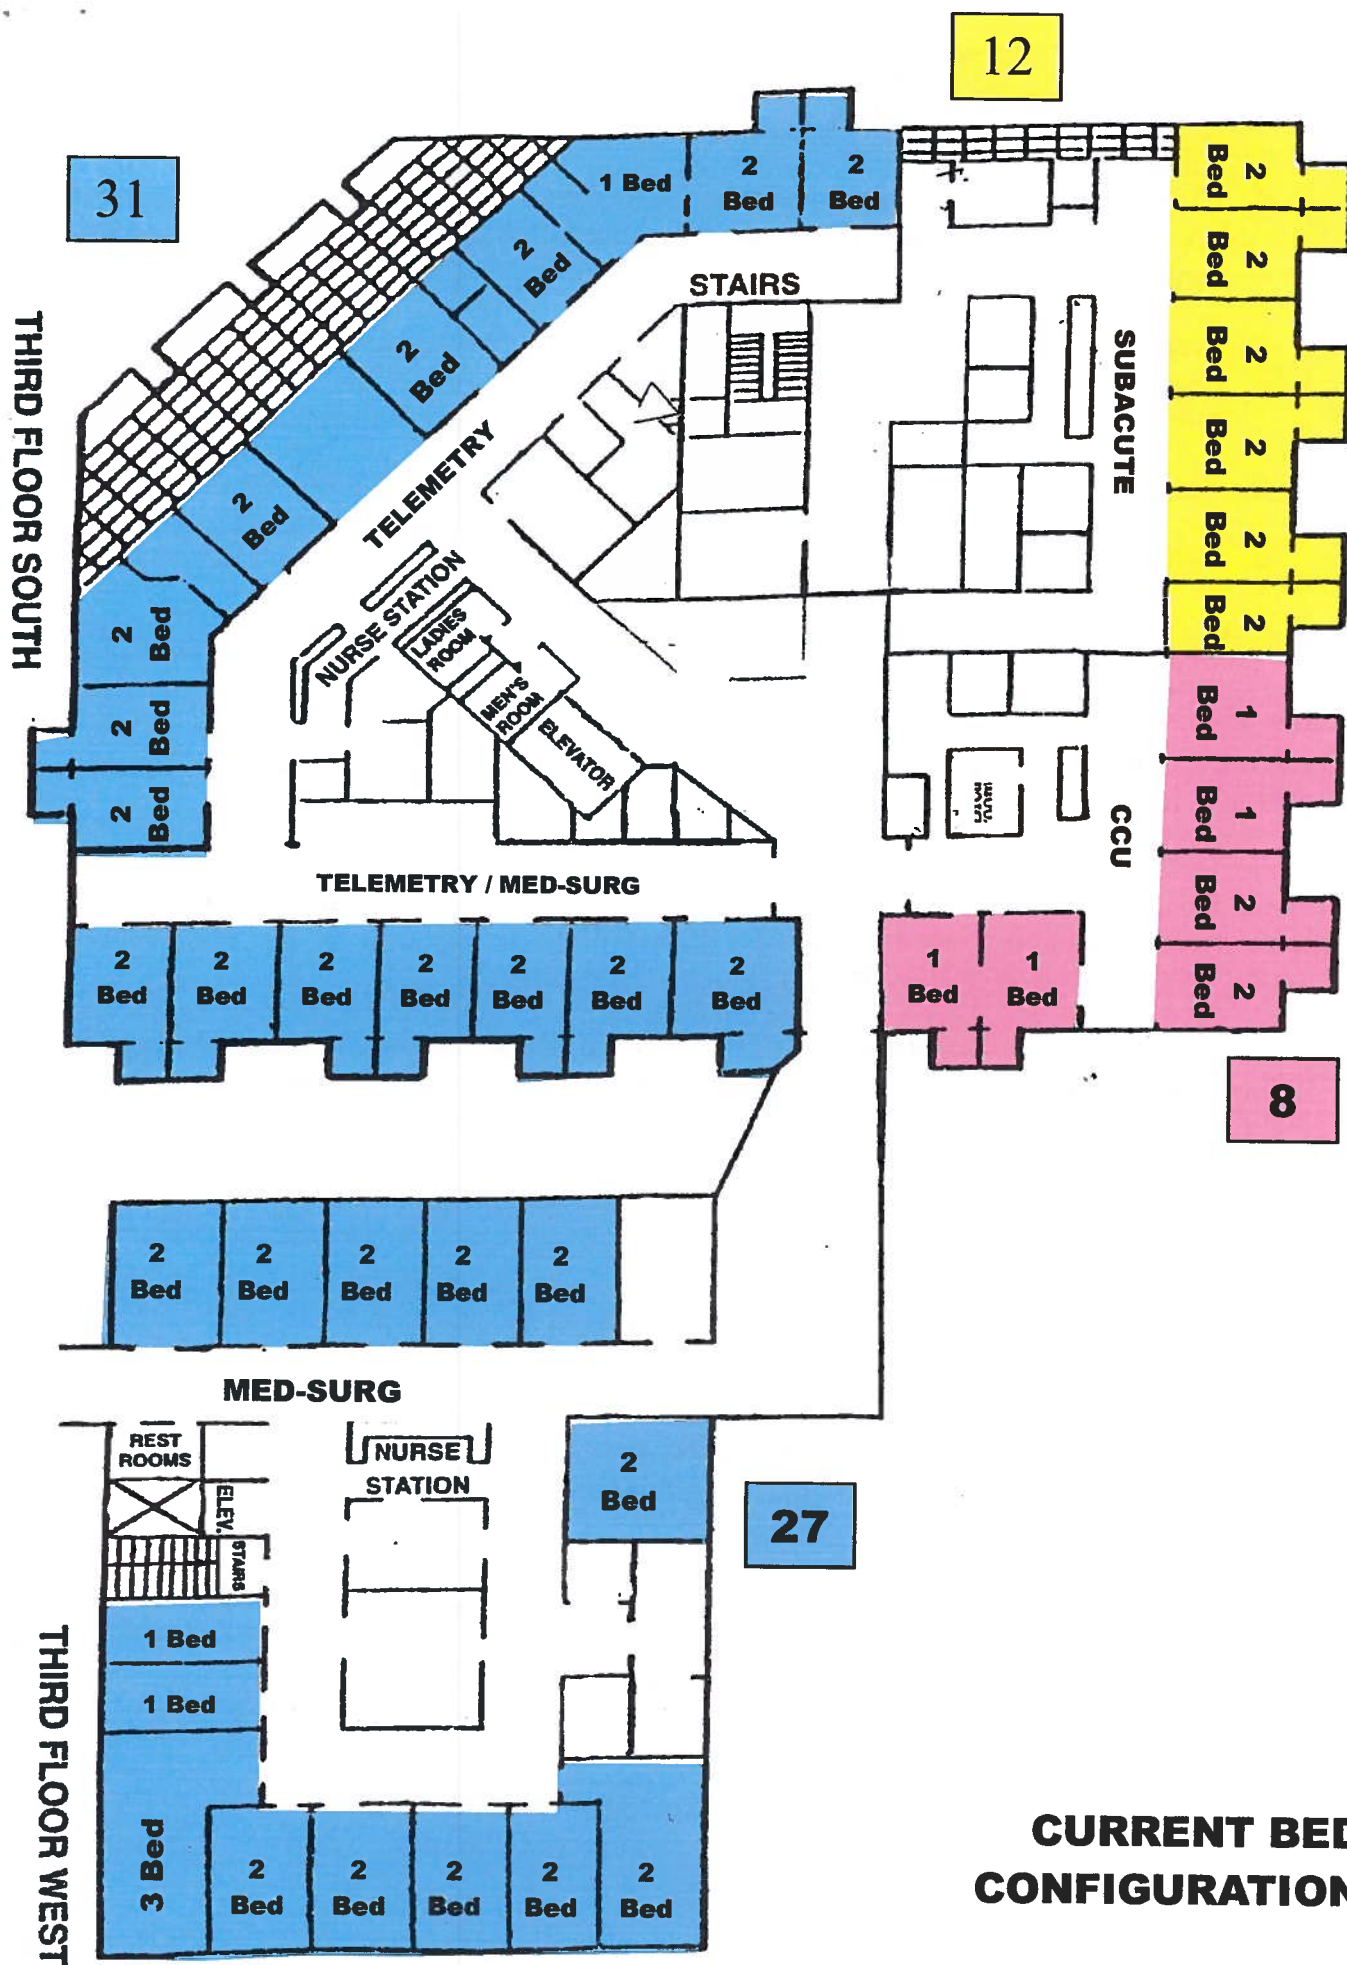 12
31
1 Bed
2
Bed
2
Bed
2
Bed
2
Bed
2
Bed
STAIRS
TELEMETRY
NURSE STATION
LADIES
ROOM
MEN'S
ROOM
ELEVATOR
THIRD FLOOR SOUTH
2
Bed
2
Bed
2
Bed
2
Bed
2
Bed
2
Bed
2
Bed
2
Bed
2
Bed
SUBACUTE
1
Bed
1
Bed
2
Bed
2
Bed
CCU
1
Bed
1
Bed
8
TELEMETRY / MED-SURG
2
Bed
2
Bed
2
Bed
2
Bed
2
Bed
2
Bed
2
Bed
2
Bed
2
Bed
2
Bed
2
Bed
2
Bed
MED-SURG
REST
ROOMS
ELEV.
STAIRS
NURSE
STATION
2
Bed
27
1 Bed
1 Bed
3 Bed
2
Bed
2
Bed
2
Bed
2
Bed
2
Bed
THIRD FLOOR WEST
CURRENT BED
CONFIGURATION